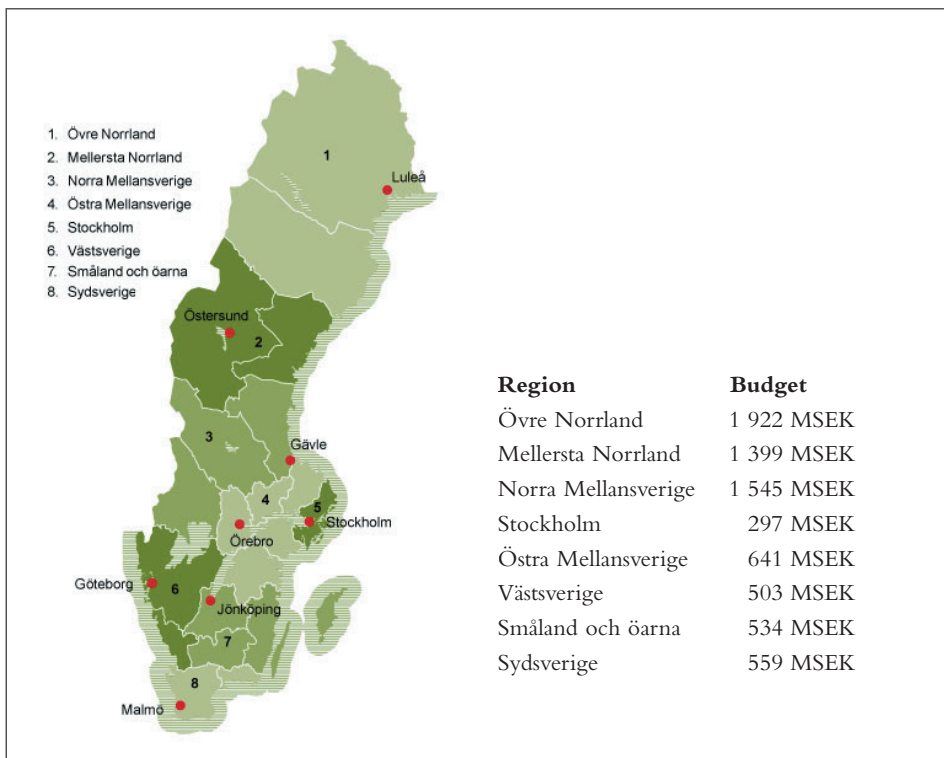 1. Övre Norrland
2. Mellersta Norrland
3. Norra Mellansverige
4. Östra Mellansverige
5. Stockholm
6. Västsverige
7. Småland och öarna
8. Sydsverige
1
Luleå
Östersund
2
3
Gävle
4
5
Stockholm
Örebro
Göteborg
6
Jönköping
7
8
Malmö
Region Budget
Övre Norrland 1 922 MSEK
Mellersta Norrland 1 399 MSEK
Norra Mellansverige 1 545 MSEK
Stockholm 297 MSEK
Östra Mellansverige 641 MSEK
Västsverige 503 MSEK
Småland och öarna 534 MSEK
Sydsverige 559 MSEK